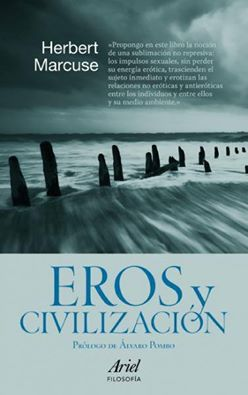 Herbert
Marcuse
«Propongo en este libro la noción
de una sublimación no represiva:
los impulsos sexuales, sin perder
su energía erótica, trascienden el
sujeto inmediato y erotizan las
relaciones no eróticas y antieróticas
entre los individuos y entre ellos
y su medio ambiente.»
EROS y
CIVILIZACIÓN
PRÓLOGO DE ÁLVARO POMBO
Ariel
FILOSOFÍA